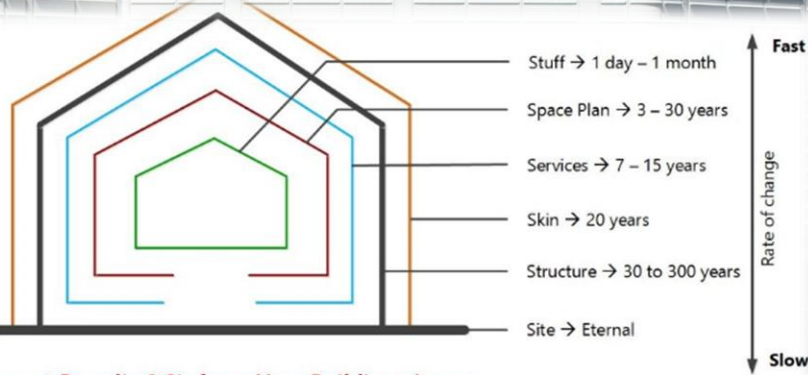 Fast
Stuff → 1 day – 1 month
Space Plan → 3 – 30 years
Services → 7 – 15 years
Skin → 20 years
Structure → 30 to 300 years
Site → Eternal
Rate of change
Slow